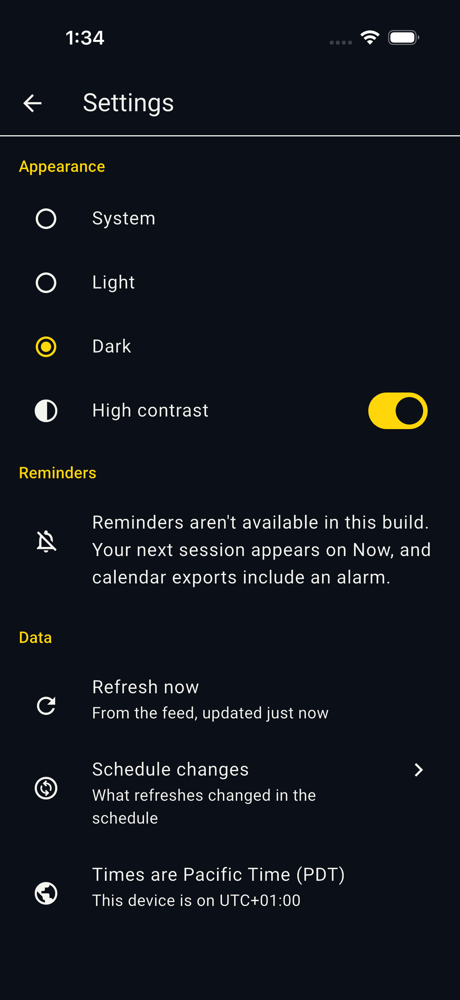 1:34
Settings
Appearance
System
Light
Dark
High contrast
Reminders
Reminders aren't available in this build.
Your next session appears on Now, and
calendar exports include an alarm.
Data
Refresh now
From the feed, updated just now
Schedule changes
What refreshes changed in the
schedule
Times are Pacific Time (PDT)
This device is on UTC+01:00